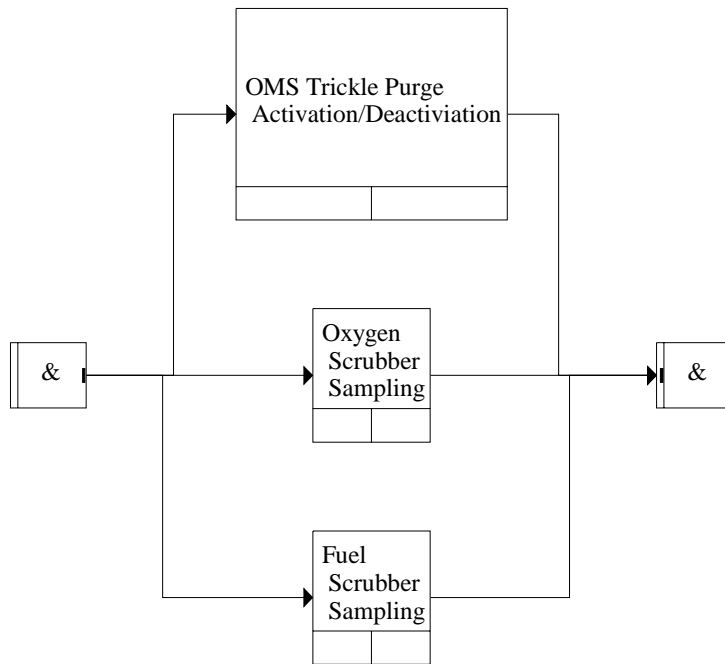 OMS Trickle Purge
Activation/Deactiviation
&
Oxygen
Scrubber
Sampling
&
Fuel
Scrubber
Sampling